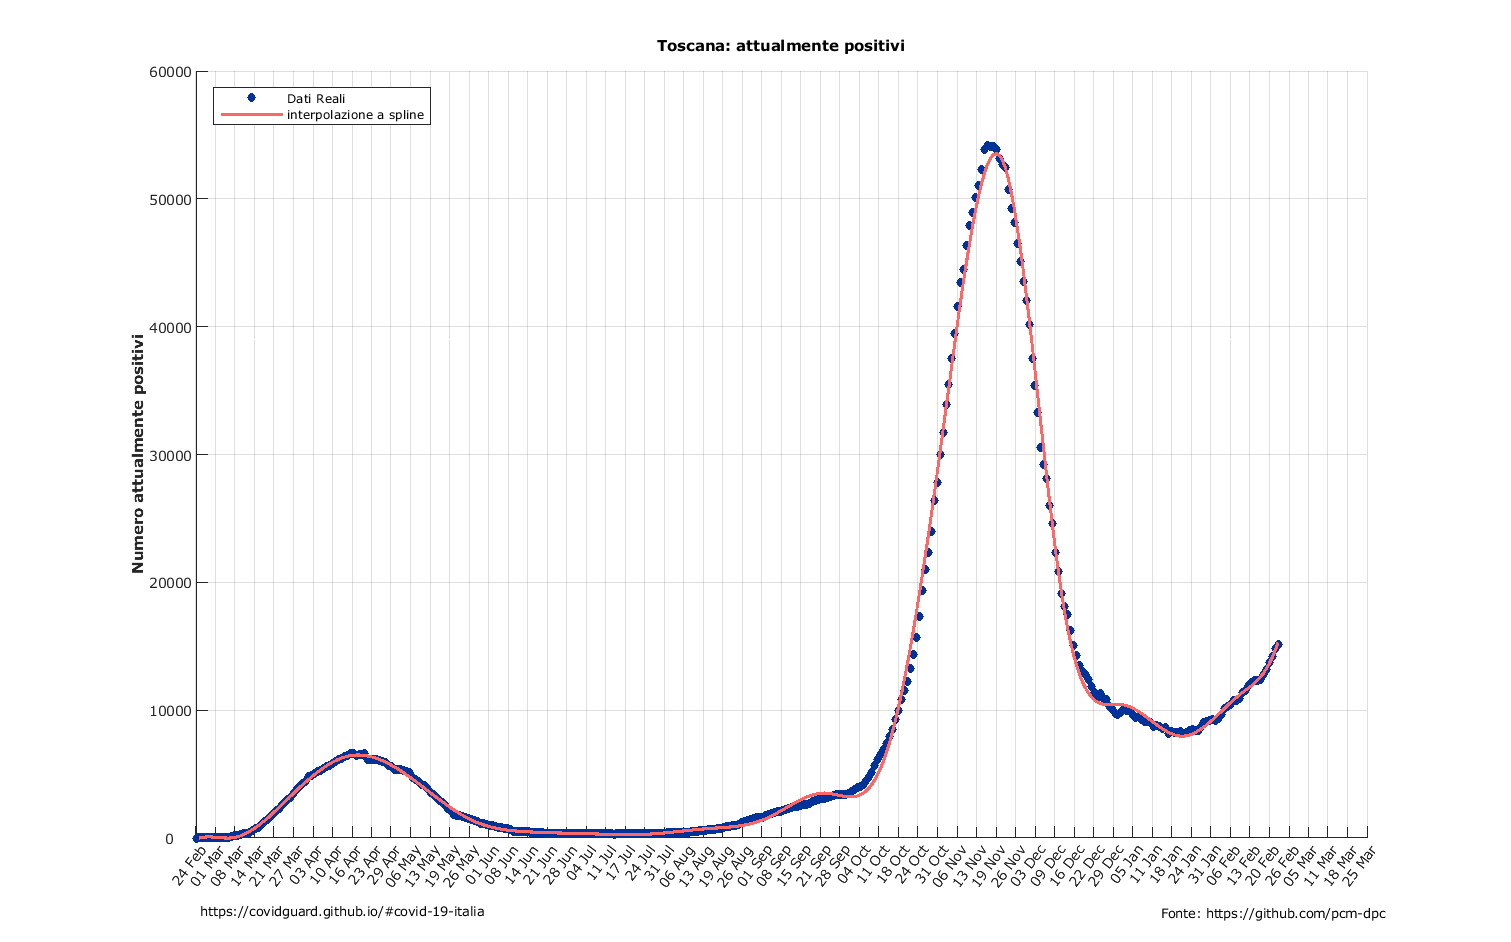 Toscana: attualmente positivi
60000
50000
40000
30000
20000
10000
0
Numero attualmente positivi
Dati Reali
interpolazione a spline
24 Feb
01 Mar
08 Mar
14 Mar
21 Mar
27 Mar
03 Apr
10 Apr
16 Apr
23 Apr
29 Apr
06 May
13 May
19 May
26 May
01 Jun
08 Jun
14 Jun
21 Jun
28 Jun
04 Jul
11 Jul
17 Jul
24 Jul
31 Jul
06 Aug
13 Aug
19 Aug
26 Aug
01 Sep
08 Sep
15 Sep
21 Sep
28 Sep
04 Oct
11 Oct
18 Oct
24 Oct
31 Oct
06 Nov
13 Nov
19 Nov
26 Nov
03 Dec
09 Dec
16 Dec
22 Dec
29 Dec
05 Jan
11 Jan
18 Jan
24 Jan
31 Jan
06 Feb
13 Feb
20 Feb
26 Feb
05 Mar
11 Mar
18 Mar
25 Mar
https://covidguard.github.io/#covid-19-italia
Fonte: https://github.com/pcm-dpc